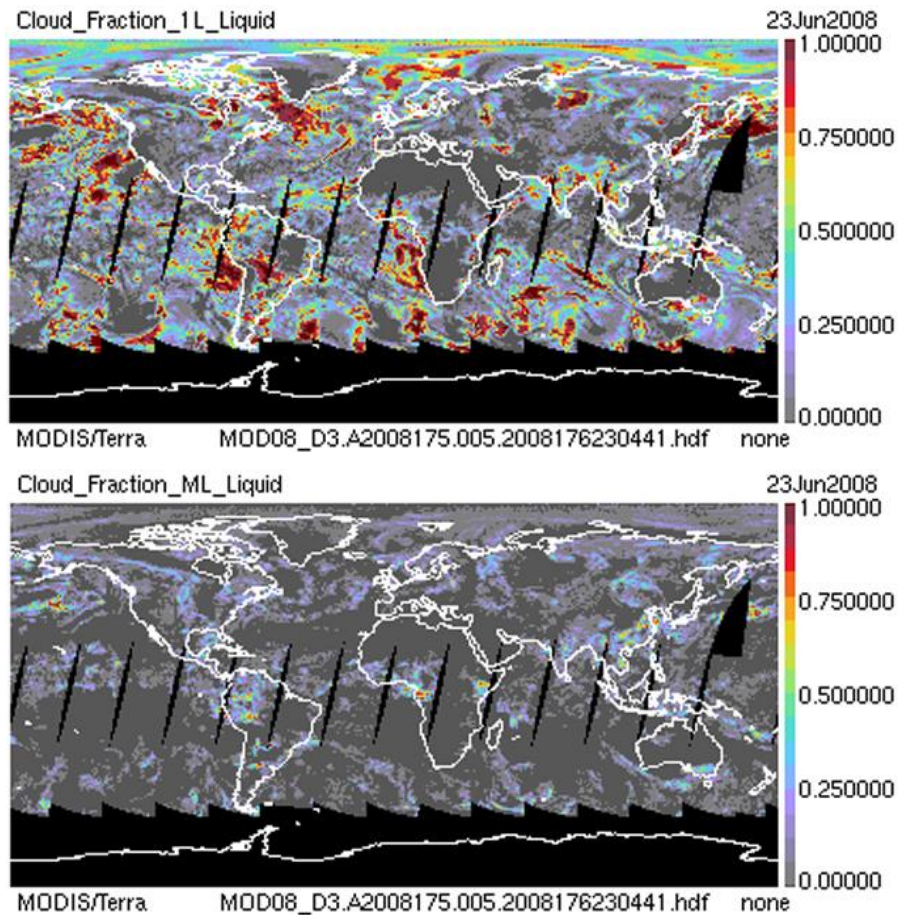 Cloud_Fraction_1L_Liquid 23Jun2008
1.00000
0.750000
0.500000
0.250000
0.00000
MODIS/Terra MOD08_D3.A2008175.005.2008176230441.hdf none
Cloud_Fraction_ML_Liquid 23Jun2008
1.00000
0.750000
0.500000
0.250000
0.00000
MODIS/Terra MOD08_D3.A2008175.005.2008176230441.hdf none